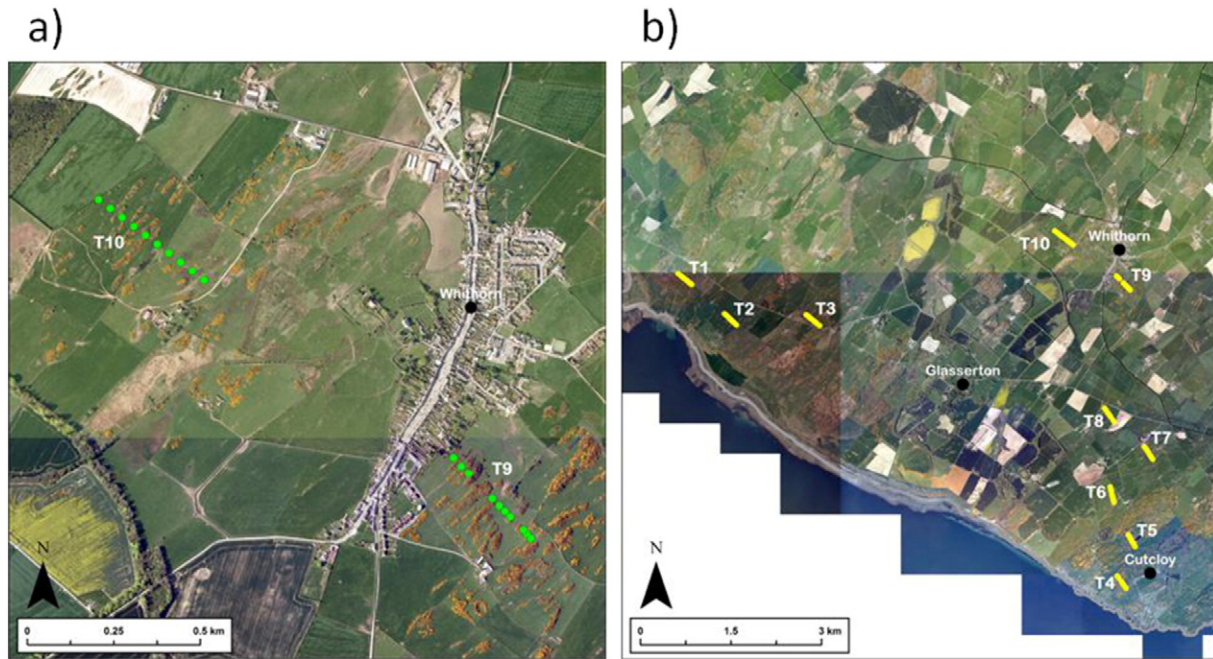 a)
b)
T10
Whithorn
T9
N
0
0.25
0.5 km
T1
T2
T3
T10
Whithorn
T9
Glasserton
T8
T7
T6
T5
Cutcloy
T4
N
0
1.5
3 km